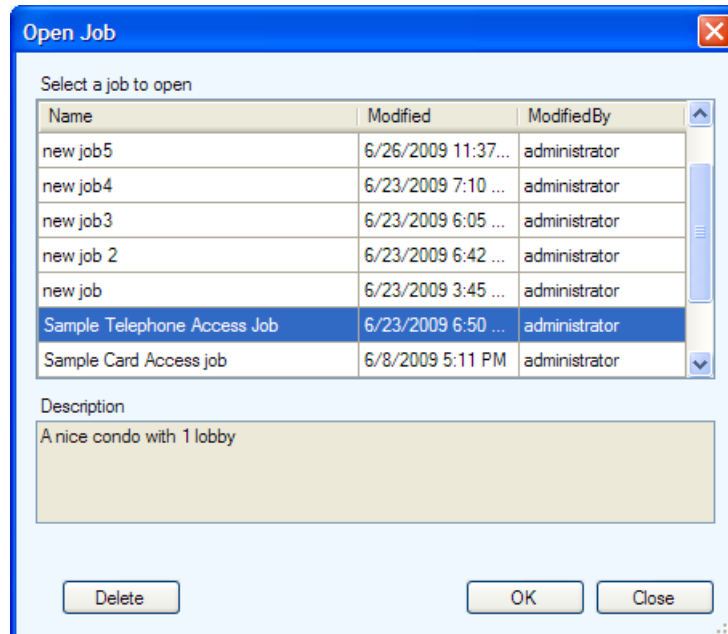 Open Job
Select a job to open
Name Modified ModifiedBy
new job5 6/26/2009 11:37... administrator
new job4 6/23/2009 7:10 ... administrator
new job3 6/23/2009 6:05 ... administrator
new job 2 6/23/2009 6:42 ... administrator
new job 6/23/2009 3:45 ... administrator
Sample Telephone Access Job 6/23/2009 6:50 ... administrator
Sample Card Access job 6/8/2009 5:11 PM administrator
Description
A nice condo with 1 lobby
Delete OK Close